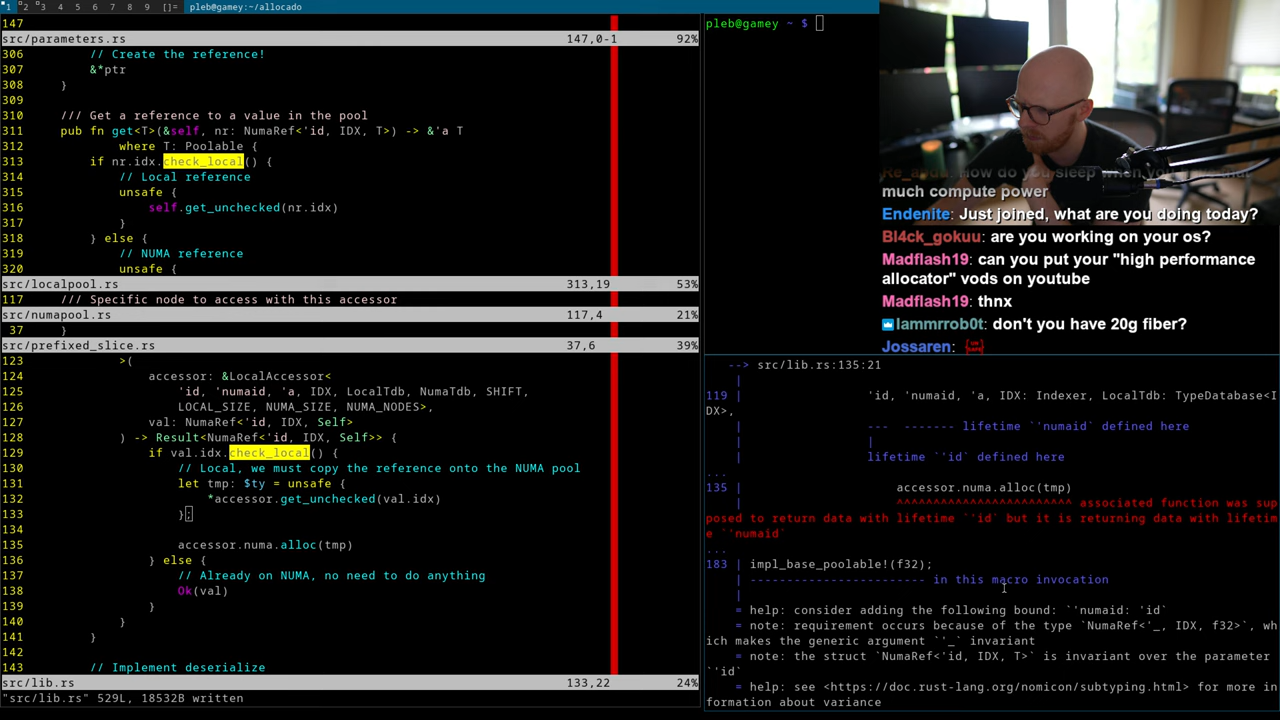 1 2 3 4 5 6 7 8 9 []= pleb@gamey:~/allocado
147
src/parameters.rs 147,0-1 92%
306 // Create the reference!
307 &*ptr
308 }
309
310 /// Get a reference to a value in the pool
311 pub fn get<T>(&self, nr: NumaRef<'id, IDX, T>) -> &'a T
312 where T: Poolable {
313 if nr.idx.check_local() {
314 // Local reference
315 unsafe {
316 self.get_unchecked(nr.idx)
317 }
318 } else {
319 // NUMA reference
320 unsafe {
src/localpool.rs 313,19 53%
117 /// Specific node to access with this accessor
src/numapool.rs 117,4 21%
37 }
src/prefixed_slice.rs 37,6 39%
123 >(
124 accessor: &LocalAccessor<
125 'id, 'numaid, 'a, IDX, LocalTdb, NumaTdb, SHIFT,
126 LOCAL_SIZE, NUMA_SIZE, NUMA_NODES>,
127 val: NumaRef<'id, IDX, Self>
128 ) -> Result<NumaRef<'id, IDX, Self>> {
129 if val.idx.check_local() {
130 // Local, we must copy the reference onto the NUMA pool
131 let tmp: $ty = unsafe {
132 *accessor.get_unchecked(val.idx)
133 };
134
135 accessor.numa.alloc(tmp)
136 } else {
137 // Already on NUMA, no need to do anything
138 Ok(val)
139 }
140 }
141 }
142
143 // Implement deserialize
src/lib.rs 133,22 24%
"src/lib.rs" 529L, 18532B written
pleb@gamey ~ $
much compute power
Endenite: Just joined, what are you doing today?
Bl4ck_gokuu: are you working on your os?
Madflash19: can you put your "high performance
allocator" vods on youtube
Madflash19: thnx
Iammrrob0t: don't you have 20g fiber?
Jossaren:
--> src/lib.rs:135:21
|
119 | 'id, 'numaid, 'a, IDX: Indexer, LocalTdb: TypeDatabase<I
DX>,
| --- ------- lifetime `'numaid` defined here
| |
| lifetime `'id` defined here
...
135 | accessor.numa.alloc(tmp)
| ^^^^^^^^^^^^^^^^^^^^^^^^ associated function was sup
posed to return data with lifetime `'id` but it is returning data with lifetim
e `'numaid`
...
183 | impl_base_poolable!(f32);
| ------------------------ in this macro invocation
|
= help: consider adding the following bound: `'numaid: 'id`
= note: requirement occurs because of the type `NumaRef<'_, IDX, f32>`, wh
ich makes the generic argument `'_` invariant
= note: the struct `NumaRef<'id, IDX, T>` is invariant over the parameter
`'id`
= help: see <https://doc.rust-lang.org/nomicon/subtyping.html> for more in
formation about variance